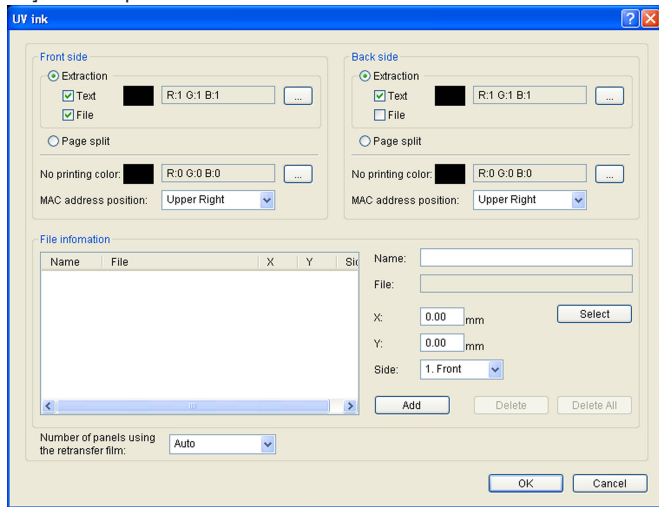 UV ink
Front side
Extraction
Text
R:1 G:1 B:1
...
File
Page split
No printing color:
R:0 G:0 B:0
...
MAC address position:
Upper Right
Back side
Extraction
Text
R:1 G:1 B:1
...
File
Page split
No printing color:
R:0 G:0 B:0
...
MAC address position:
Upper Right
File infomation
Name File X Y Sid
Name:
File:
X: 0.00 mm
Select
Y: 0.00 mm
Side: 1. Front
Add Delete Delete All
Number of panels using
the retransfer film:
Auto
OK Cancel